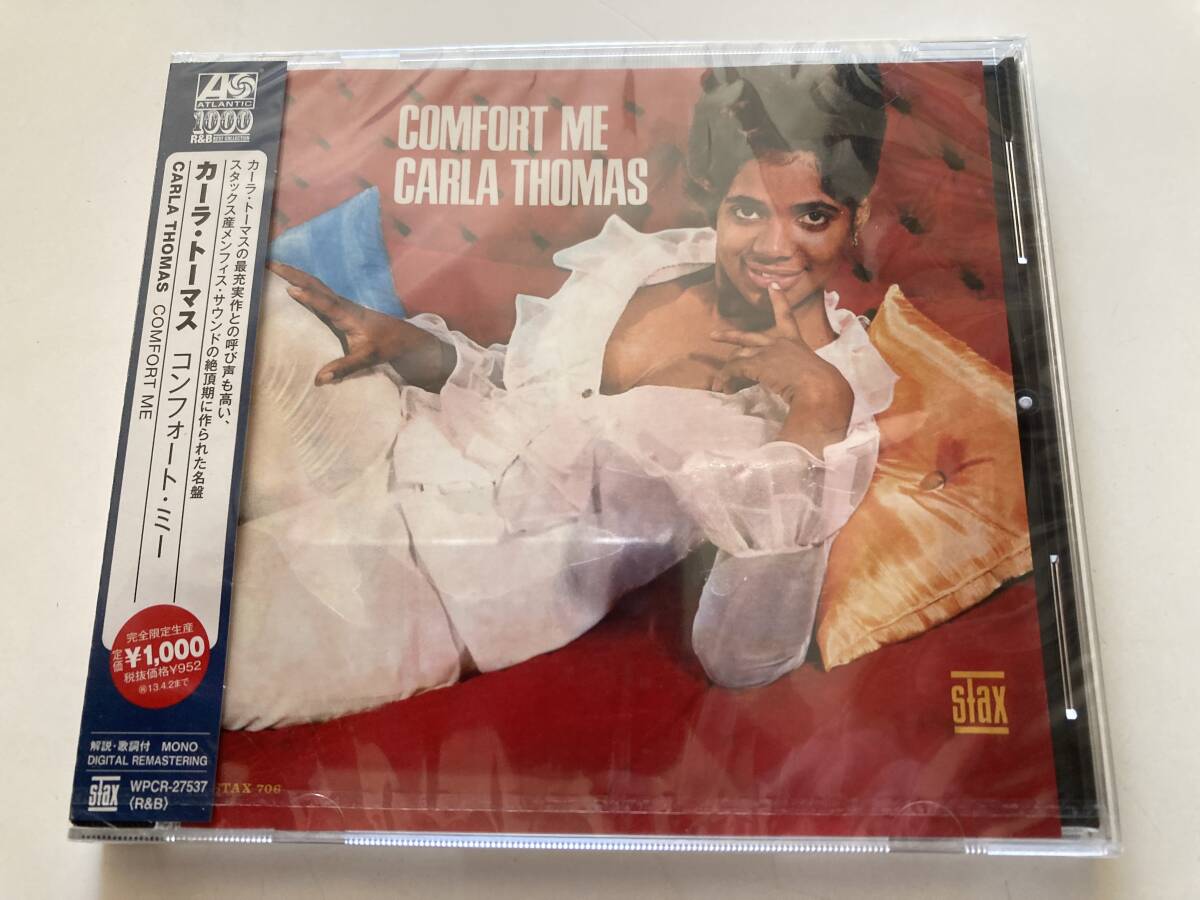 ATLANTIC
1000
R&B BEST COLLECTION
カーラ・トーマスの最充実作との呼び声も高い、
スタックス産メンフィス・サウンドの絶頂期に作られた名盤
カーラ・トーマス コンフォート・ミー
CARLA THOMAS COMFORT ME
完全限定生産
定価 ¥1,000
税抜価格¥952
13.4.2まで
解説・歌詞付 MONO
DIGITAL REMASTERING
stax WPCR-27537
〈R&B〉
COMFORT ME
CARLA THOMAS
stax
STAX 706